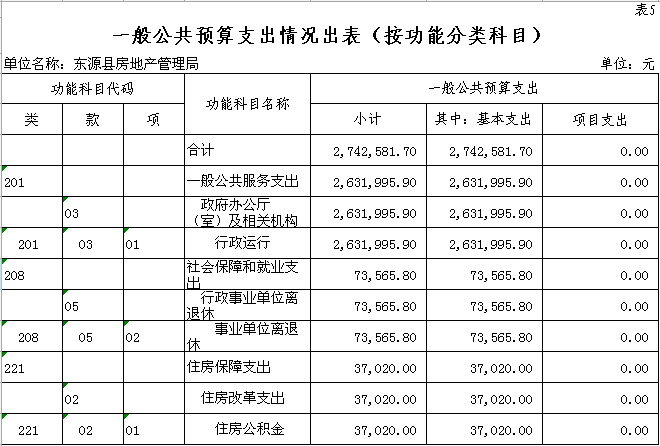 表5
一般公共预算支出情况出表（按功能分类科目）
单位名称：东源县房地产管理局 单位：元
功能科目代码 功能科目名称 一般公共预算支出
类 款 项 小计 其中：基本支出 项目支出
合计 2,742,581.70 2,742,581.70 0.00
201 一般公共服务支出 2,631,995.90 2,631,995.90 0.00
03 政府办公厅
（室）及相关机构 2,631,995.90 2,631,995.90 0.00
201 03 01 行政运行 2,631,995.90 2,631,995.90 0.00
208 社会保障和就业支
出 73,565.80 73,565.80 0.00
05 行政事业单位离
退休 73,565.80 73,565.80 0.00
208 05 02 事业单位离退
休 73,565.80 73,565.80 0.00
221 住房保障支出 37,020.00 37,020.00 0.00
02 住房改革支出 37,020.00 37,020.00 0.00
221 02 01 住房公积金 37,020.00 37,020.00 0.00